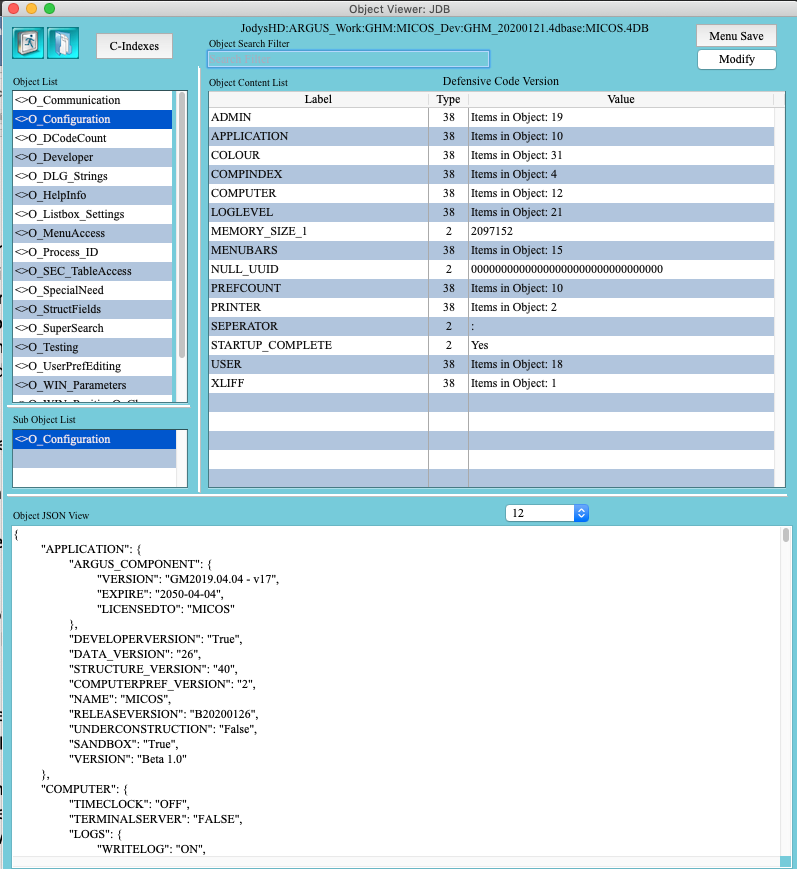 Object Viewer: JDB
JodysHD:ARGUS_Work:GHM:MICOS_Dev:GHM_20200121.4dbase:MICOS.4DB
Menu Save
C-Indexes
Object Search Filter
Modify
Object List
Object Content List
Defensive Code Version
Label Type Value
<>O_Communication
<>O_Configuration
<>O_DCodeCount
<>O_Developer
<>O_DLG_Strings
<>O_HelpInfo
<>O_Listbox_Settings
<>O_MenuAccess
<>O_Process_ID
<>O_SEC_TableAccess
<>O_SpecialNeed
<>O_StructFields
<>O_SuperSearch
<>O_Testing
<>O_UserPrefEditing
<>O_WIN_Parameters
ADMIN 38 Items in Object: 19
APPLICATION 38 Items in Object: 10
COLOUR 38 Items in Object: 31
COMPINDEX 38 Items in Object: 4
COMPUTER 38 Items in Object: 12
LOGLEVEL 38 Items in Object: 21
MEMORY_SIZE_1 2 2097152
MENUBARS 38 Items in Object: 15
NULL_UUID 2 00000000000000000000000000000000
PREFCOUNT 38 Items in Object: 10
PRINTER 38 Items in Object: 2
SEPERATOR 2 :
STARTUP_COMPLETE 2 Yes
USER 38 Items in Object: 18
XLIFF 38 Items in Object: 1
Sub Object List
<>O_Configuration
Object JSON View
12
{
"APPLICATION": {
"ARGUS_COMPONENT": {
"VERSION": "GM2019.04.04 - v17",
"EXPIRE": "2050-04-04",
"LICENSEDTO": "MICOS"
},
"DEVELOPERVERSION": "True",
"DATA_VERSION": "26",
"STRUCTURE_VERSION": "40",
"COMPUTERPREF_VERSION": "2",
"NAME": "MICOS",
"RELEASEVERSION": "B20200126",
"UNDERCONSTRUCTION": "False",
"SANDBOX": "True",
"VERSION": "Beta 1.0"
},
"COMPUTER": {
"TIMECLOCK": "OFF",
"TERMINALSERVER": "FALSE",
"LOGS": {
"WRITELOG": "ON",